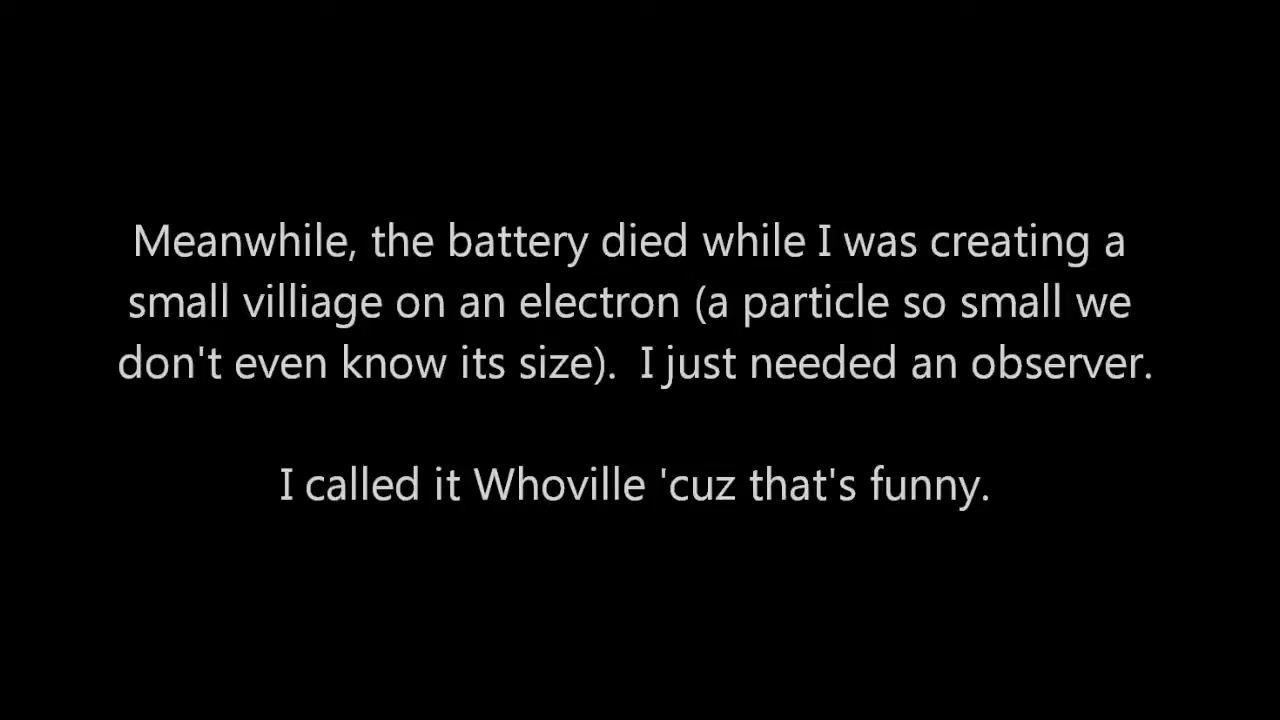 Meanwhile, the battery died while I was creating a
small villiage on an electron (a particle so small we
don't even know its size).  I just needed an observer.
I called it Whoville 'cuz that's funny.